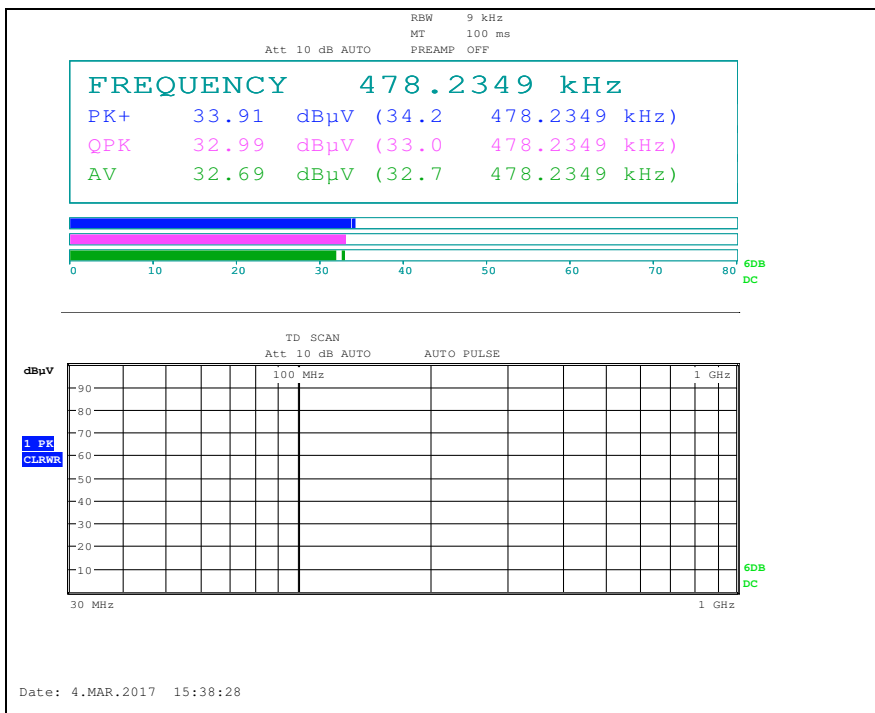 RBW 9 kHz
MT 100 ms
Att 10 dB AUTO PREAMP OFF
FREQUENCY 478.2349 kHz
PK+ 33.91 dBµV (34.2 478.2349 kHz)
QPK 32.99 dBµV (33.0 478.2349 kHz)
AV 32.69 dBµV (32.7 478.2349 kHz)
0 10 20 30 40 50 60 70 80
6DB
DC
TD SCAN
Att 10 dB AUTO AUTO PULSE
dBµV
100 MHz 1 GHz
90
80
70
1 PK
CLRWR
60
50
40
30
20
10
6DB
DC
30 MHz 1 GHz
Date: 4.MAR.2017 15:38:28